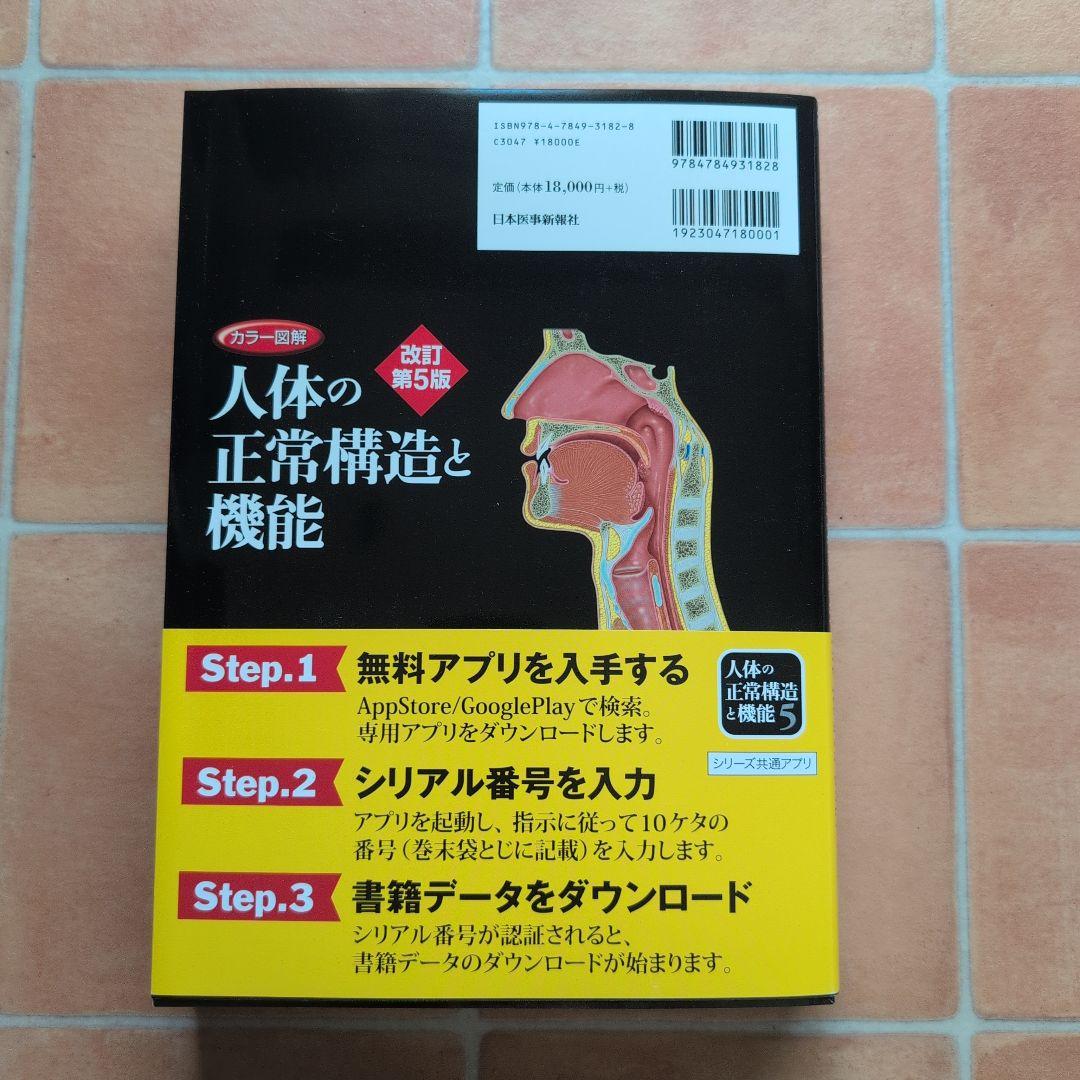 ISBN978-4-7849-3182-8
C3047 ¥18000E
定価(本体18,000円+税)
日本医事新報社
9784784931828
1923047180001
カラー図解
改訂
第5版
人体の
正常構造と
機能
Step.1
無料アプリを入手する
AppStore/GooglePlayで検索。
専用アプリをダウンロードします。
人体の
正常構造
と機能5
シリーズ共通アプリ
Step.2
シリアル番号を入力
アプリを起動し、指示に従って10ケタの
番号(巻末袋とじに記載)を入力します。
Step.3
書籍データをダウンロード
シリアル番号が認証されると、
書籍データのダウンロードが始まります。